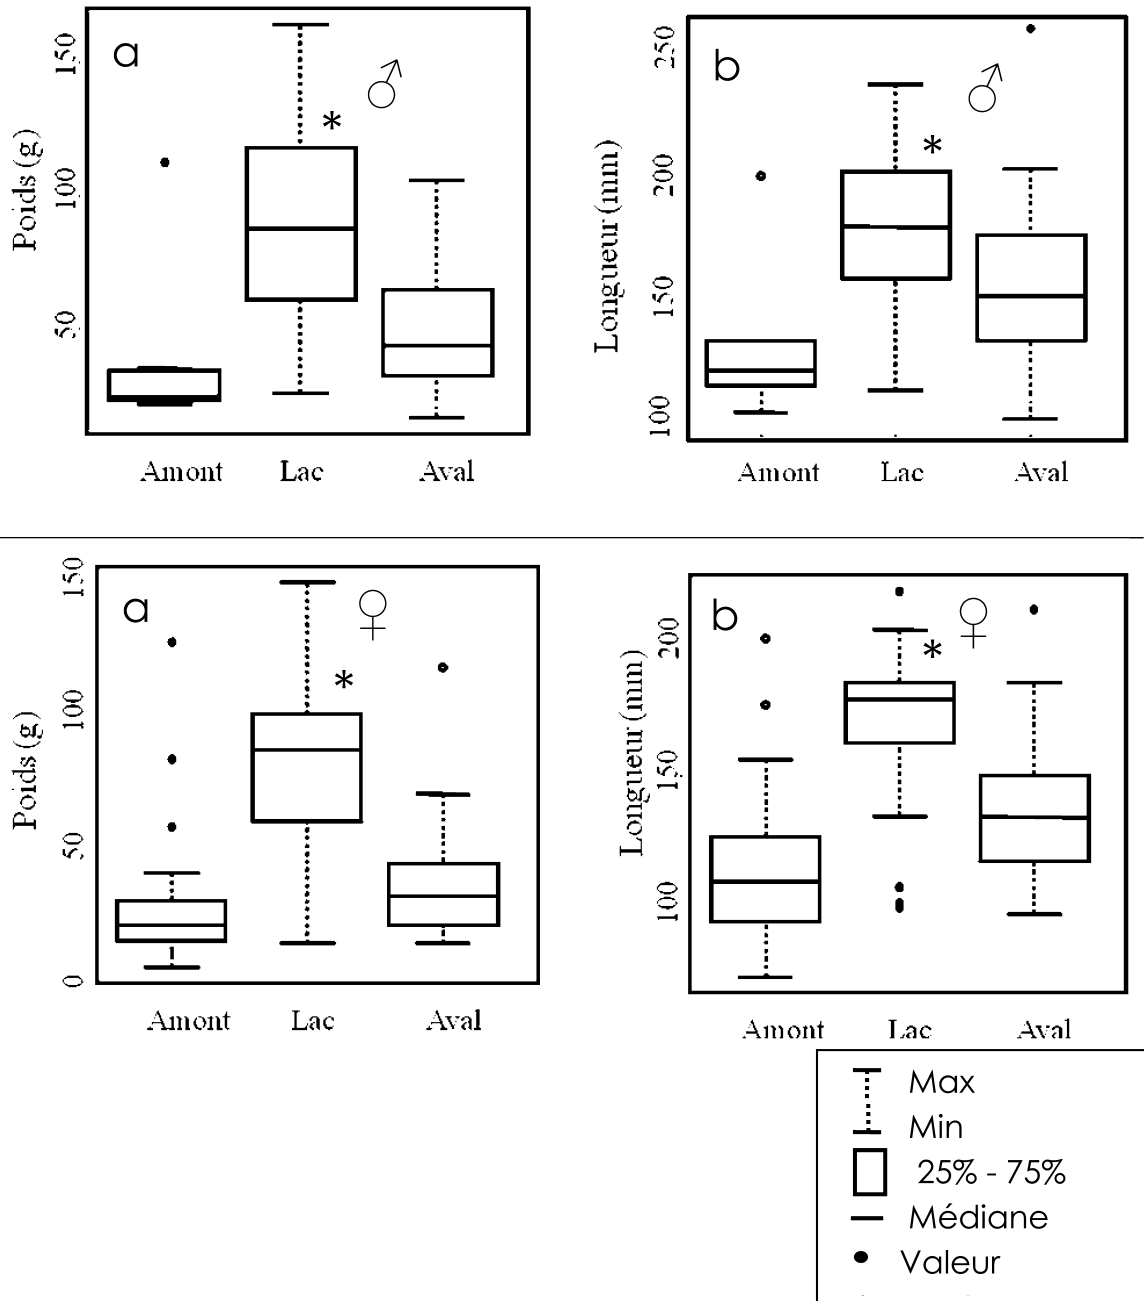 a
♂
*
Poids (g)
150
100
50
Amont Lac Aval
b
♂
*
Longueur (mm)
250
200
150
100
Amont Lac Aval
a
♀
*
Poids (g)
150
100
50
0
Amont Lac Aval
b
♀
*
Longueur (mm)
200
150
100
Amont Lac Aval
Max
Min
25% - 75%
Médiane
Valeur